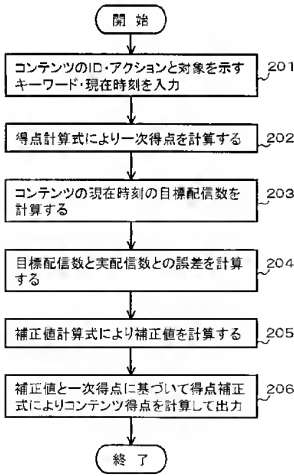 開 始
コンテンツのID・アクションと対象を示す
キーワード・現在時刻を入力
201
得点計算式により一次得点を計算する
202
コンテンツの現在時刻の目標配信数を
計算する
203
目標配信数と実配信数との誤差を計算
する
204
補正値計算式により補正値を計算する
205
補正値と一次得点に基づいて得点補正
式によりコンテンツ得点を計算して出力
206
終 了